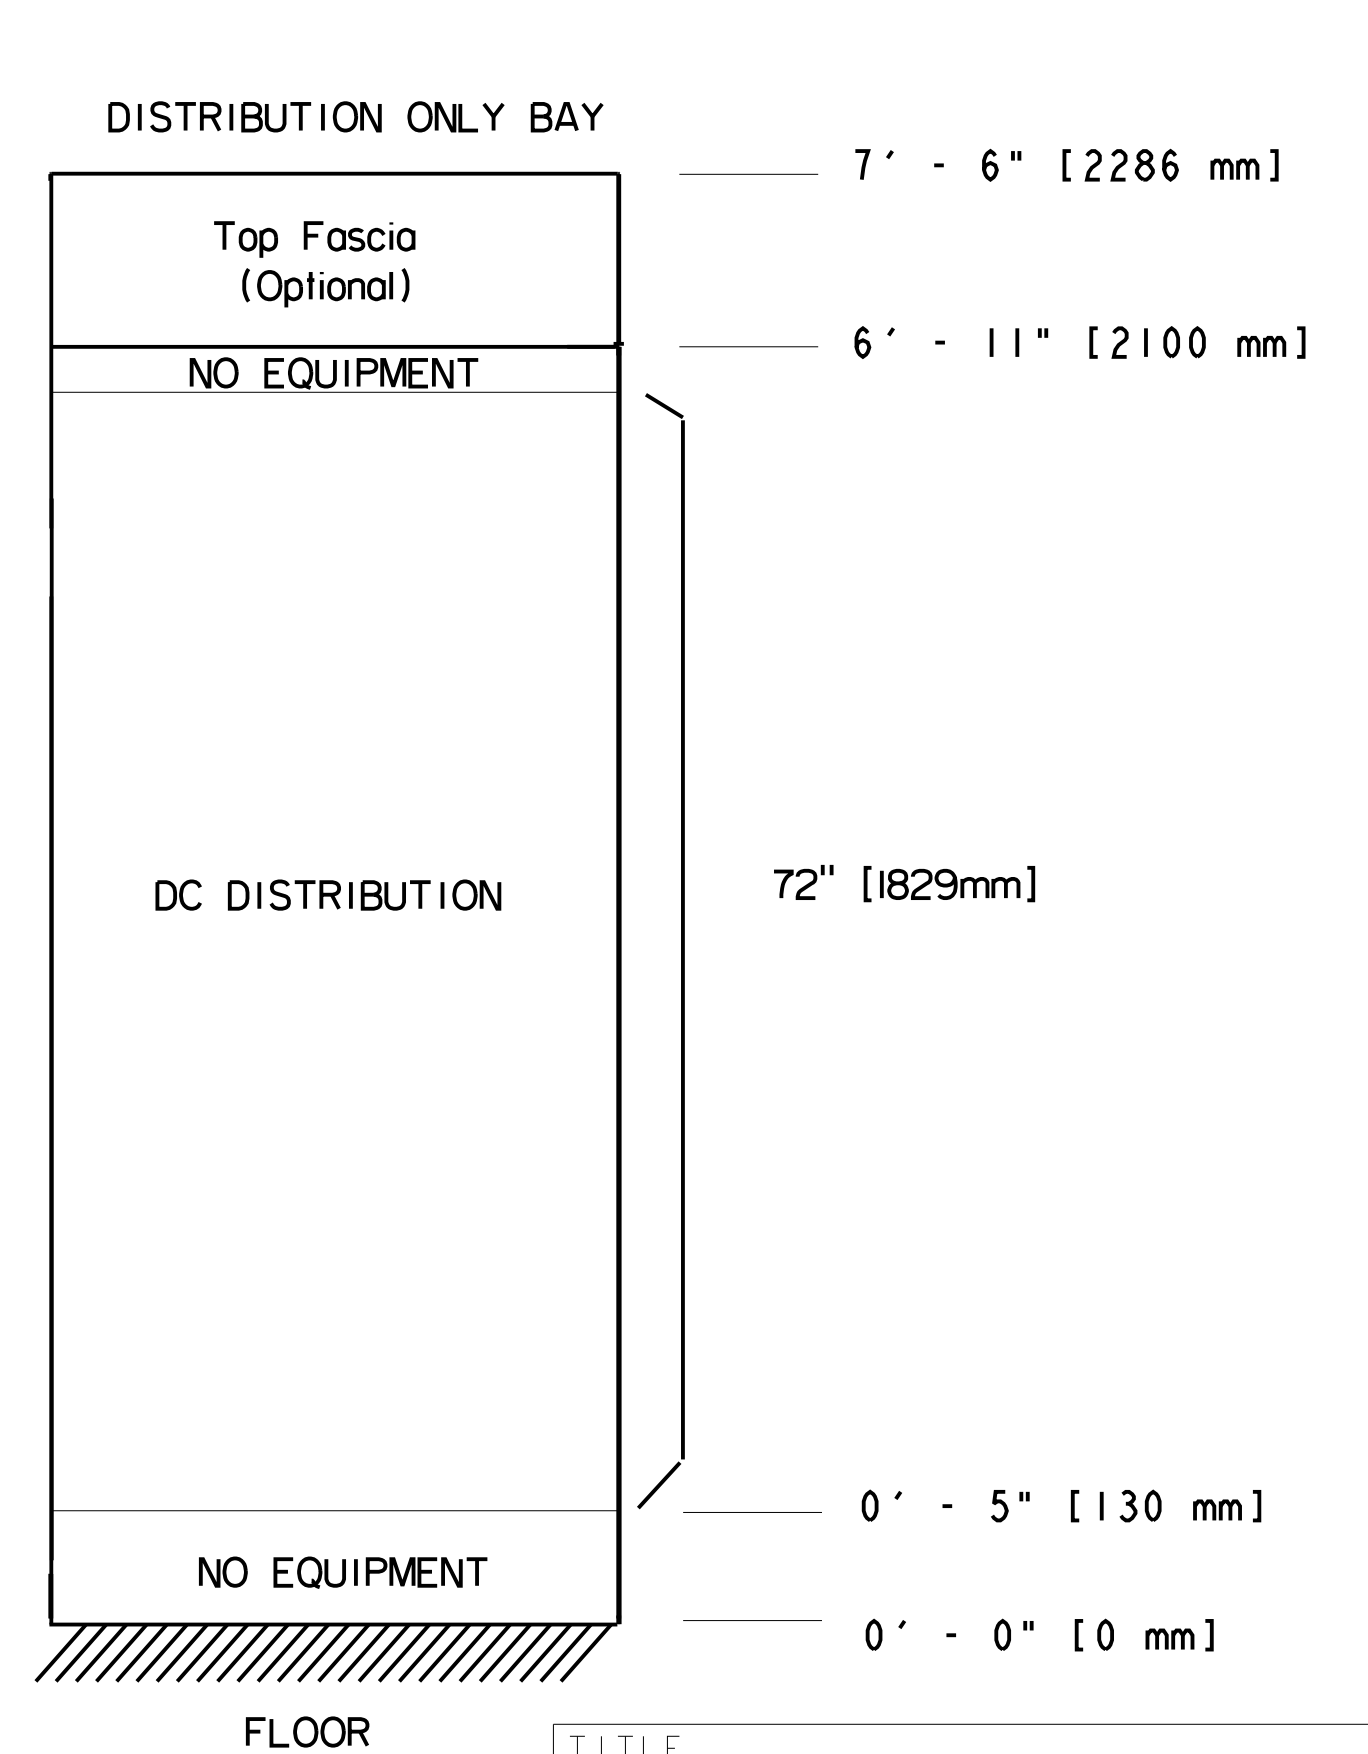 DISTRIBUTION ONLY BAY
7' - 6" [2286 mm]
Top Fascia
(Optional)
6' - 11" [2100 mm]
NO EQUIPMENT
72" [1829mm]
DC DISTRIBUTION
0' - 5" [130 mm]
NO EQUIPMENT
0' - 0" [0 mm]
FLOOR
TITLE